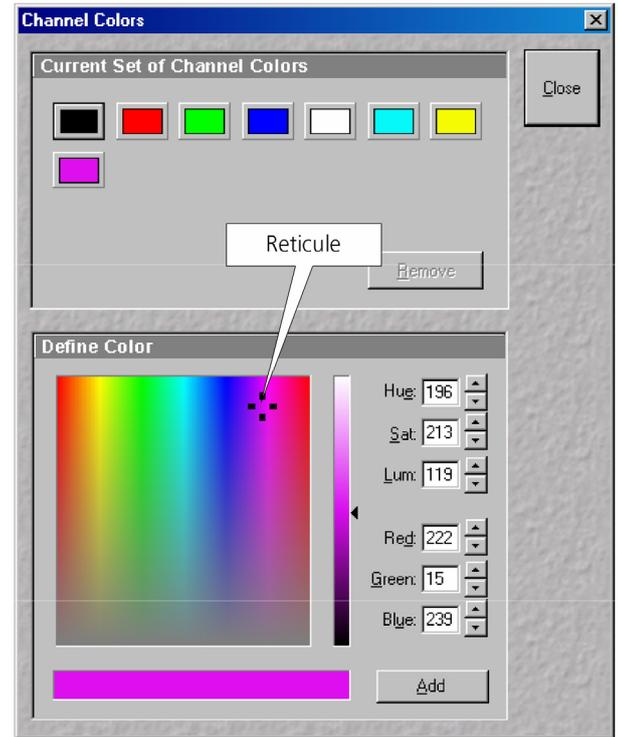 Channel Colors
Current Set of Channel Colors
Close
Reticule
Remove
Define Color
Hue: 196
Sat: 213
Lum: 119
Red: 222
Green: 15
Blue: 239
Add